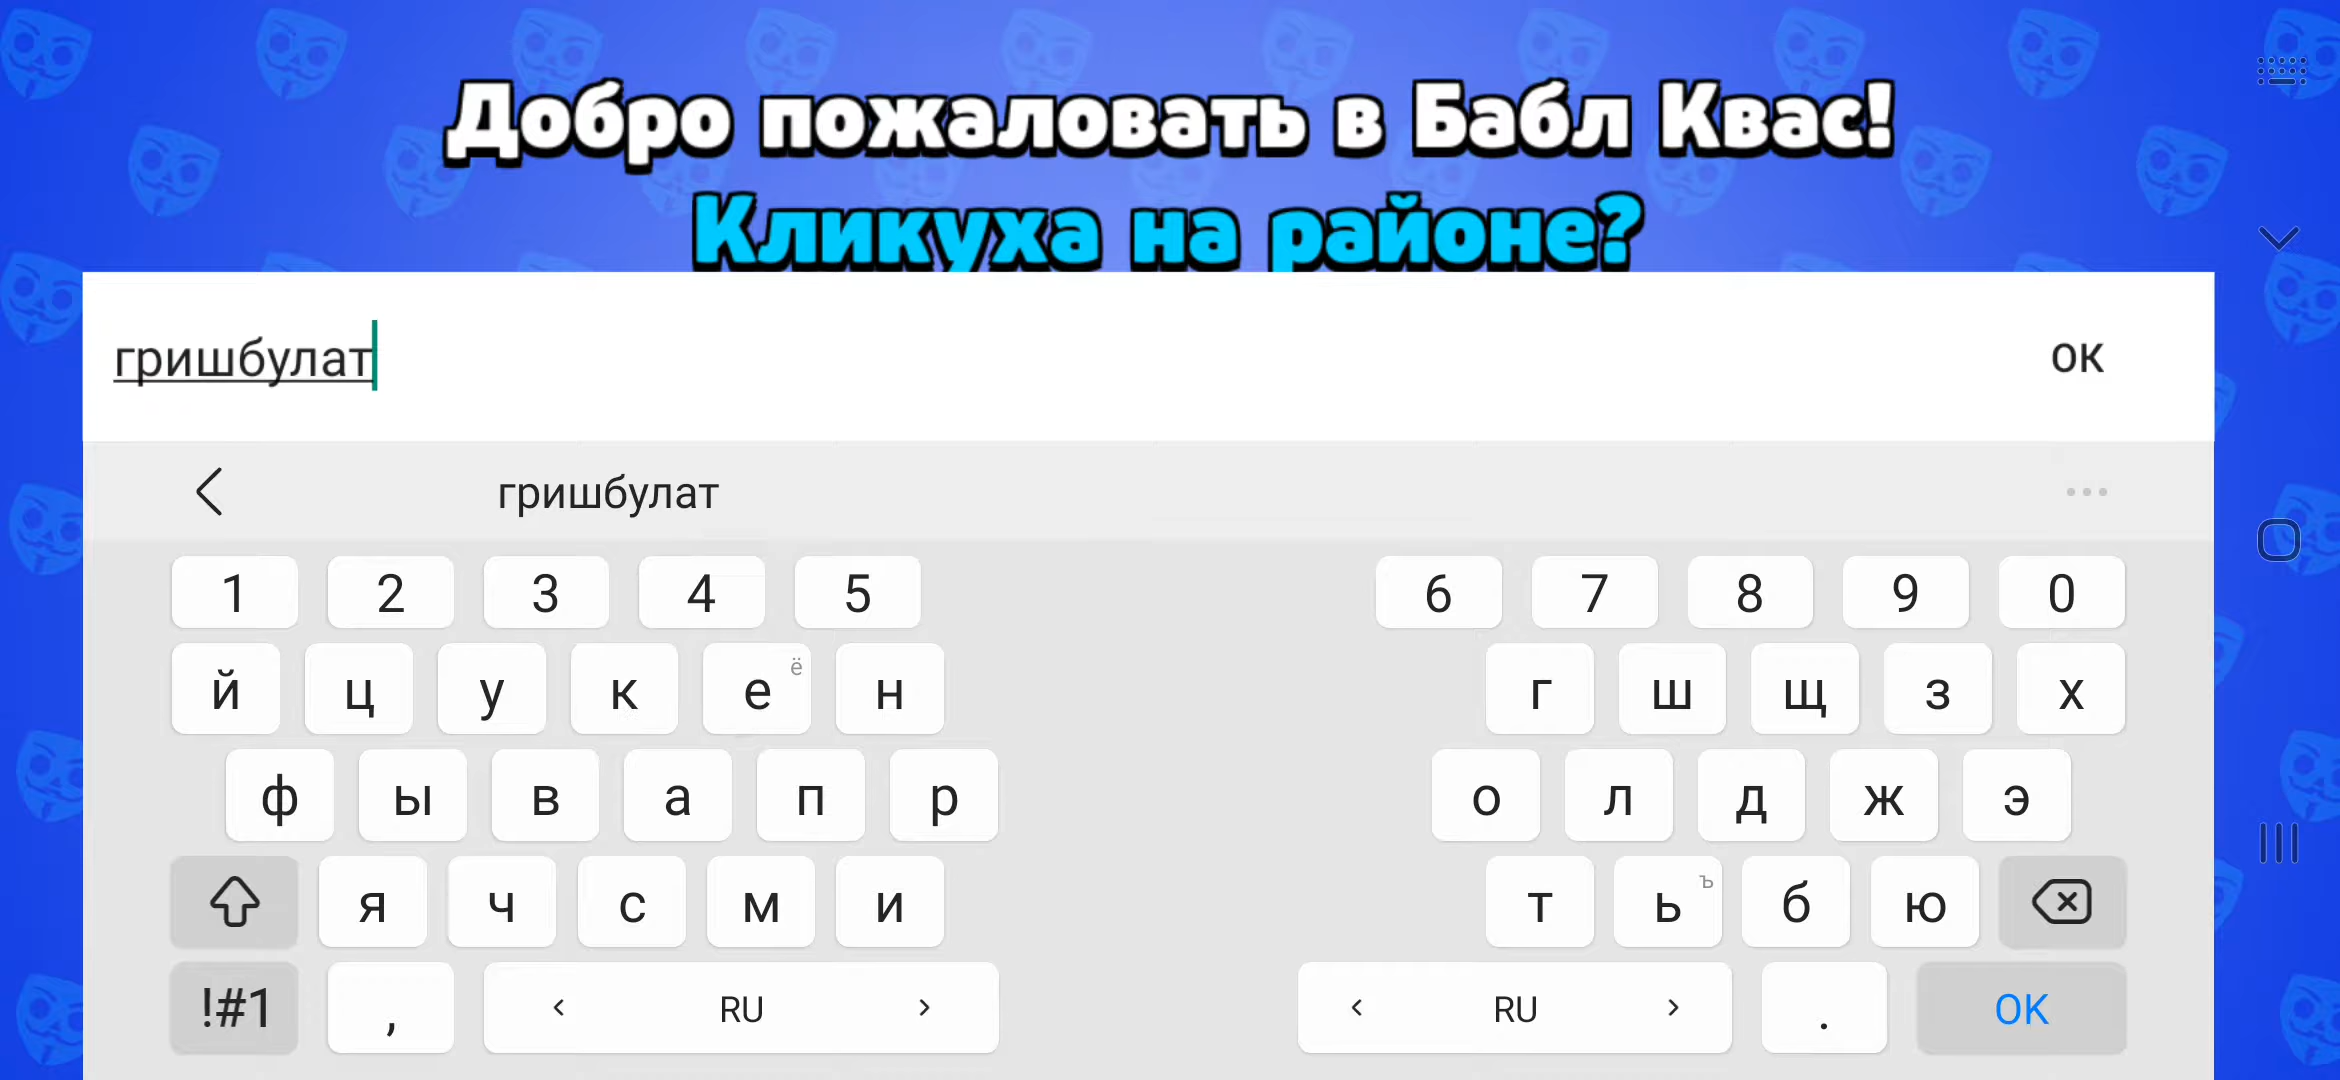 Добро пожаловать в Бабл Квас!
Кликуха на районе?
гришбулат
ОК
гришбулат
1 2 3 4 5 6 7 8 9 0
й ц у к е ё н г ш щ з х
ф ы в а п р о л д ж э
я ч с м и т ь ъ б ю
!#1 , < RU > < RU > . OK